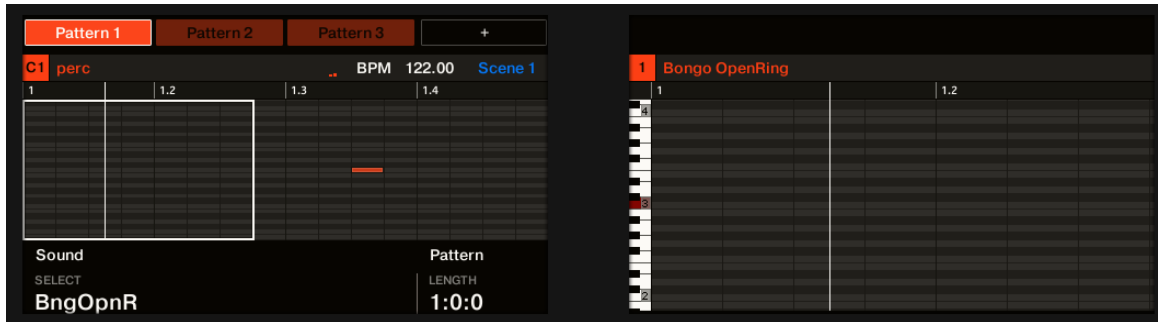 Pattern 1 Pattern 2 Pattern 3 +
C1 perc BPM 122.00 Scene 1
1 1.2 1.3 1.4
Sound Pattern
SELECT LENGTH
BngOpnR 1:0:0
1 Bongo OpenRing
1 1.2
4
3
2